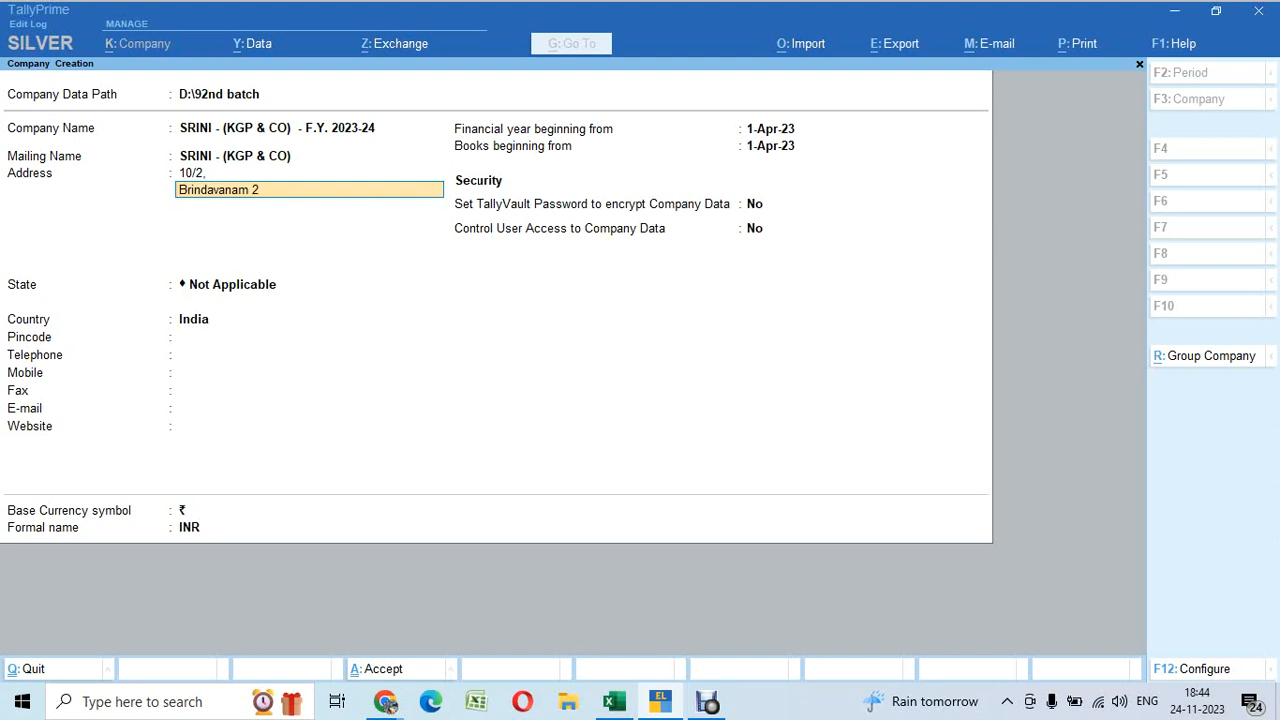 TallyPrime
Edit Log
SILVER
MANAGE
K: Company
Y: Data
Z: Exchange
G: Go To
O: Import
E: Export
M: E-mail
P: Print
F1: Help
Company Creation
Company Data Path : D:\92nd batch
Company Name : SRINI - (KGP & CO) - F.Y. 2023-24
Mailing Name : SRINI - (KGP & CO)
Address : 10/2,
Brindavanam 2
State : ♦ Not Applicable
Country : India
Pincode :
Telephone :
Mobile :
Fax :
E-mail :
Website :
Base Currency symbol : ₹
Formal name : INR
Financial year beginning from : 1-Apr-23
Books beginning from : 1-Apr-23
Security
Set TallyVault Password to encrypt Company Data : No
Control User Access to Company Data : No
F2: Period
F3: Company
F4
F5
F6
F7
F8
F9
F10
R: Group Company
Q: Quit
A: Accept
F12: Configure
Type here to search
EL
Rain tomorrow
ENG
18:44
24-11-2023
24